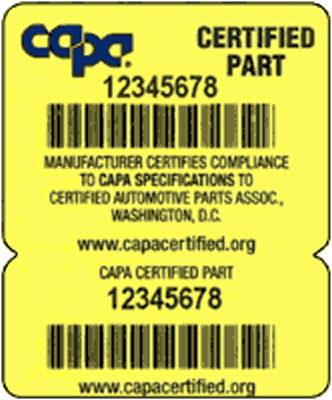 capa® CERTIFIED
PART
12345678
MANUFACTURER CERTIFIES COMPLIANCE
TO CAPA SPECIFICATIONS TO
CERTIFIED AUTOMOTIVE PARTS ASSOC.,
WASHINGTON, D.C.
www.capacertified.org
CAPA CERTIFIED PART
12345678
www.capacertified.org